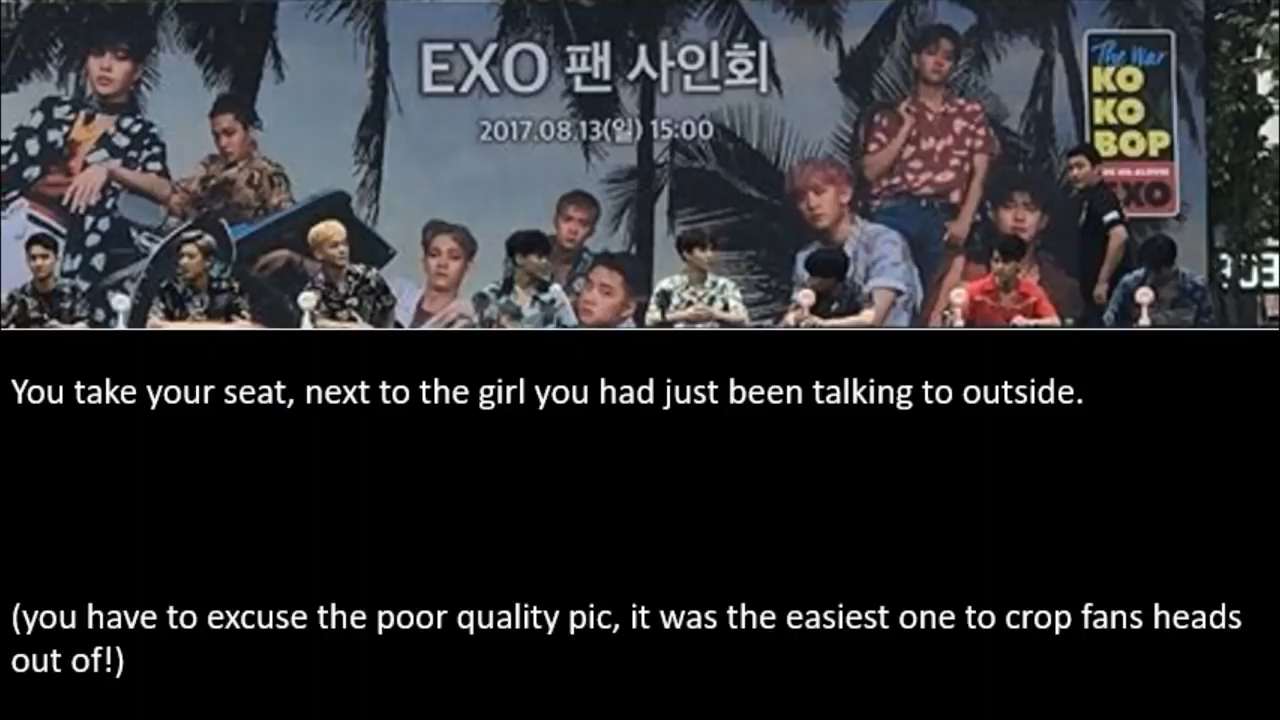 EXO 팬 사인회
2017.08.13(일) 15:00
The War
KO
KO
BOP
EXO
You take your seat, next to the girl you had just been talking to outside.
(you have to excuse the poor quality pic, it was the easiest one to crop fans heads
out of!)